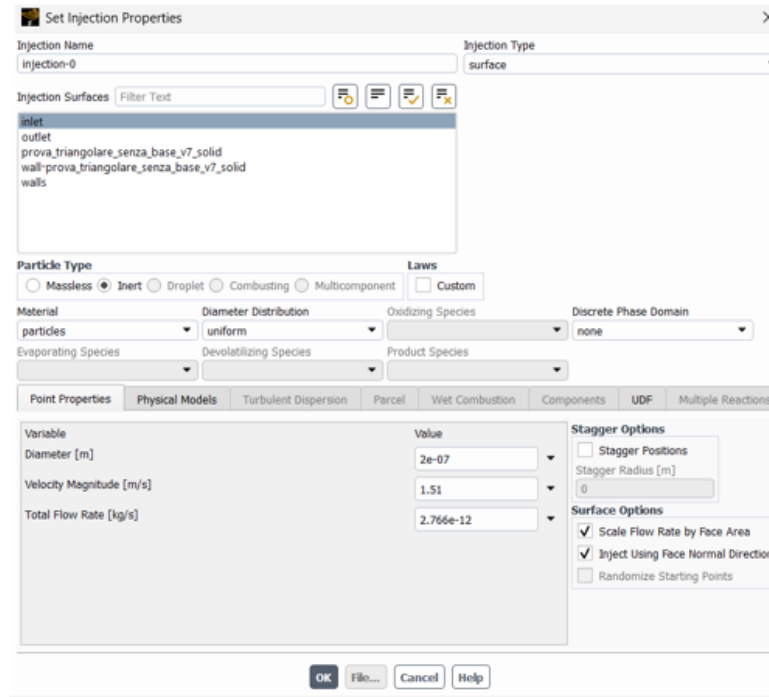 Set Injection Properties
Injection Name
Injection Type
injection-0
surface
Injection Surfaces Filter Text
inlet
outlet
prova_triangolare_senza_base_v7_solid
wall-prova_triangolare_senza_base_v7_solid
walls
Particle Type
Laws
Massless Inert Droplet Combusting Multicomponent Custom
Material Diameter Distribution Oxidizing Species Discrete Phase Domain
particles uniform none
Evaporating Species Devolatilizing Species Product Species
Point Properties Physical Models Turbulent Dispersion Parcel Wet Combustion Components UDF Multiple Reactions
Variable Value
Diameter [m] 2e-07
Velocity Magnitude [m/s] 1.51
Total Flow Rate [kg/s] 2.766e-12
Stagger Options
Stagger Positions
Stagger Radius [m]
0
Surface Options
Scale Flow Rate by Face Area
Inject Using Face Normal Direction
Randomize Starting Points
OK File... Cancel Help